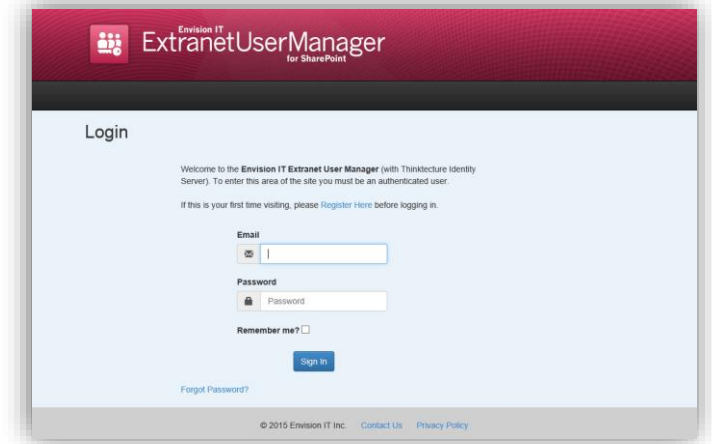 Envision IT
ExtranetUserManager
for SharePoint
Login
Welcome to the Envision IT Extranet User Manager (with Thinktecture Identity
Server). To enter this area of the site you must be an authenticated user.
If this is your first time visiting, please Register Here before logging in.
Email
Password
Password
Remember me?
Sign In
Forgot Password?
© 2015 Envision IT Inc. Contact Us Privacy Policy